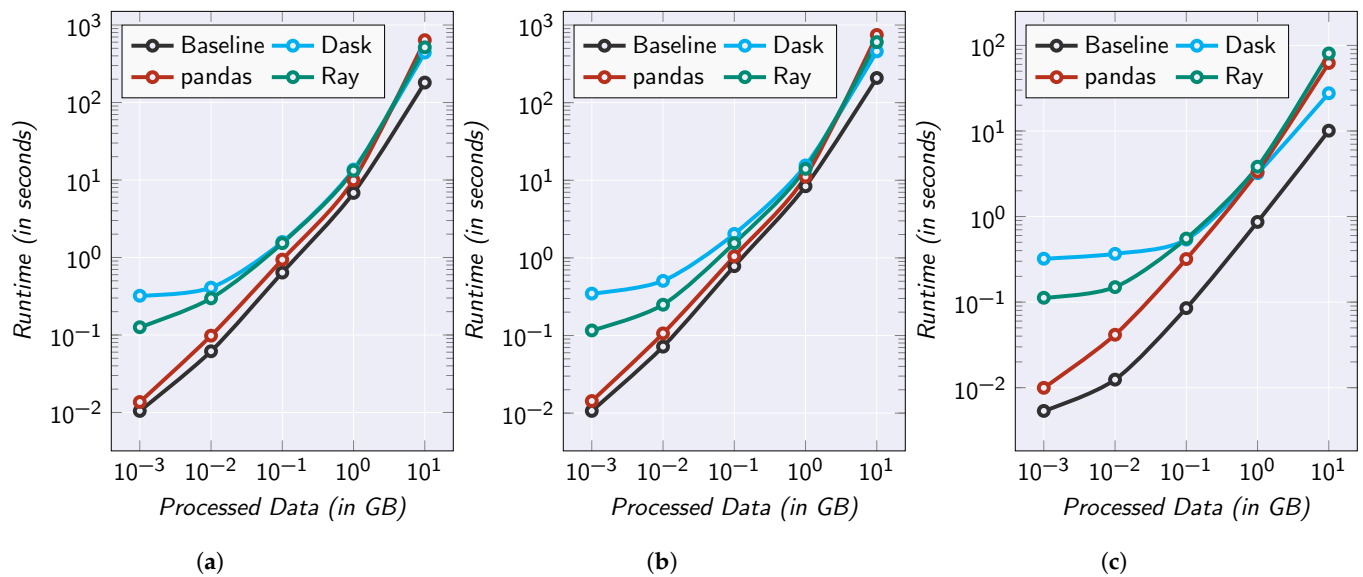 Baseline Dask
pandas Ray
10^3
10^2
10^1
10^0
10^−1
10^−2
Runtime (in seconds)
10^−3 10^−2 10^−1 10^0 10^1
Processed Data (in GB)
(a)
Baseline Dask
pandas Ray
10^3
10^2
10^1
10^0
10^−1
10^−2
Runtime (in seconds)
10^−3 10^−2 10^−1 10^0 10^1
Processed Data (in GB)
(b)
Baseline Dask
pandas Ray
10^2
10^1
10^0
10^−1
10^−2
Runtime (in seconds)
10^−3 10^−2 10^−1 10^0 10^1
Processed Data (in GB)
(c)